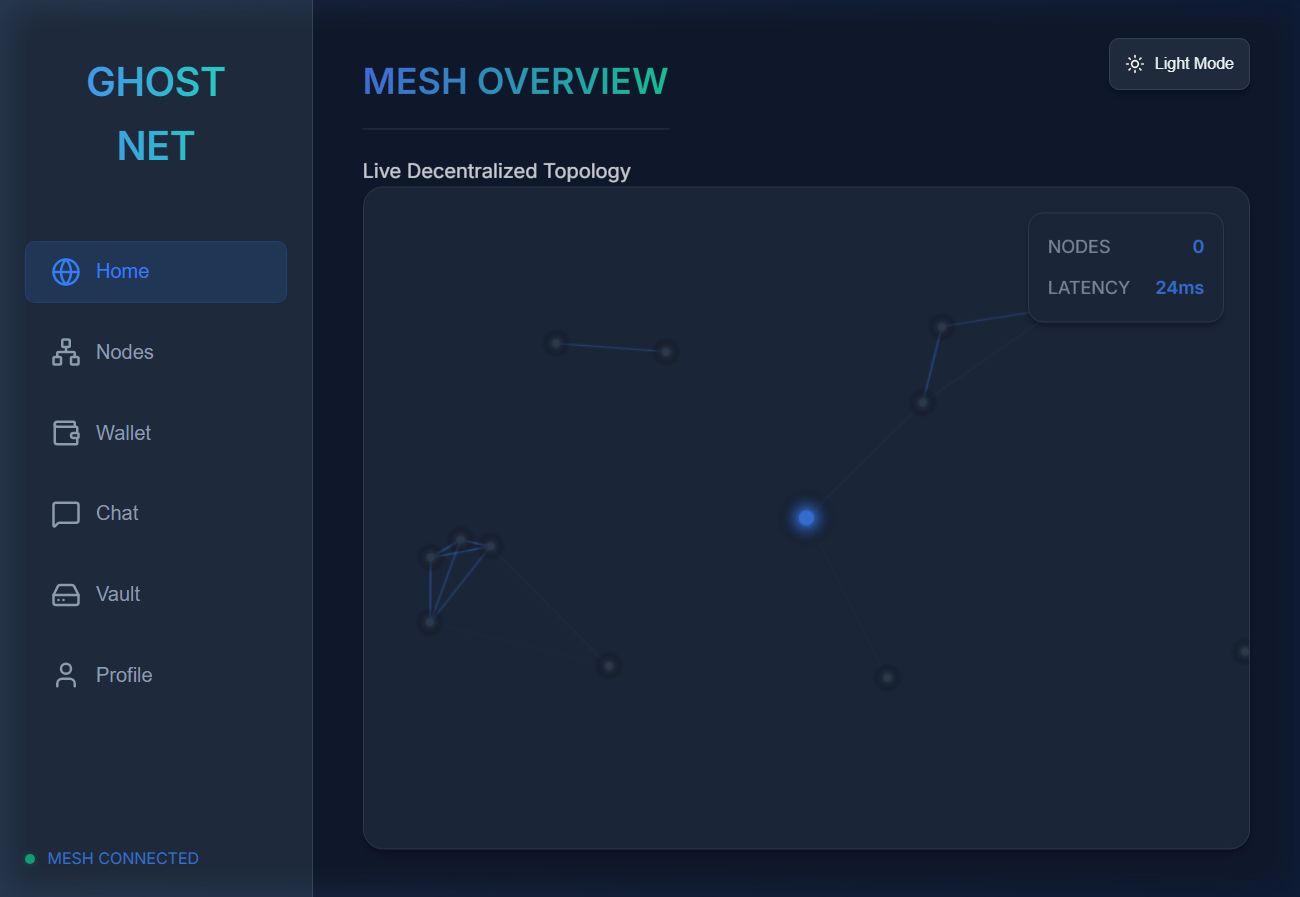 GHOST
NET
Home
Nodes
Wallet
Chat
Vault
Profile
MESH CONNECTED
MESH OVERVIEW
Light Mode
Live Decentralized Topology
NODES 0
LATENCY 24ms